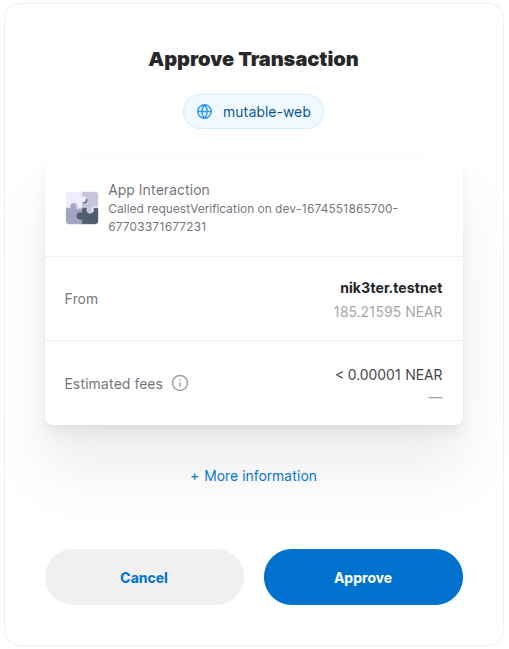 Approve Transaction
mutable-web
App Interaction
Called requestVerification on dev-1674551865700-
67703371677231
From
nik3ter.testnet
185.21595 NEAR
Estimated fees
< 0.00001 NEAR
—
+ More information
Cancel
Approve